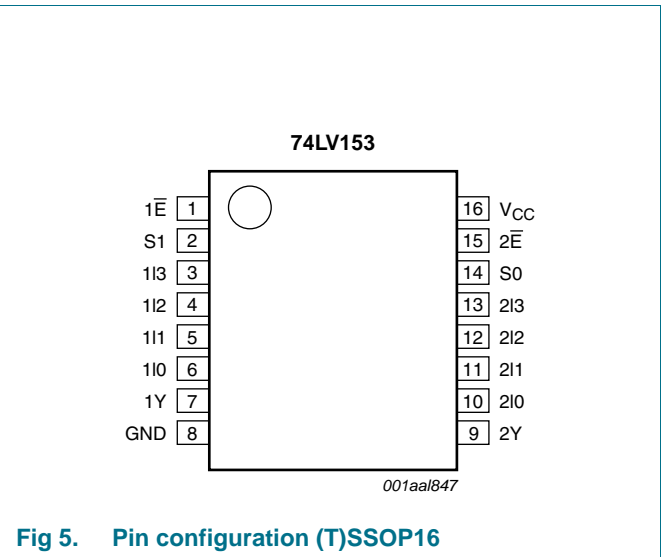 74LV153
1E̅ 1 16 VCC
S1 2 15 2E̅
1I3 3 14 S0
1I2 4 13 2I3
1I1 5 12 2I2
1I0 6 11 2I1
1Y 7 10 2I0
GND 8 9 2Y
001aal847
Fig 5. Pin configuration (T)SSOP16